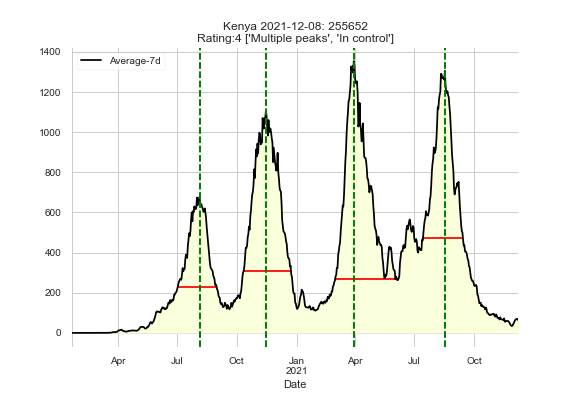 Kenya 2021-12-08: 255652
Rating:4 ['Multiple peaks', 'In control']
1400
Average-7d
1200
1000
800
600
400
200
0
Apr Jul Oct Jan Apr Jul Oct
2021
Date